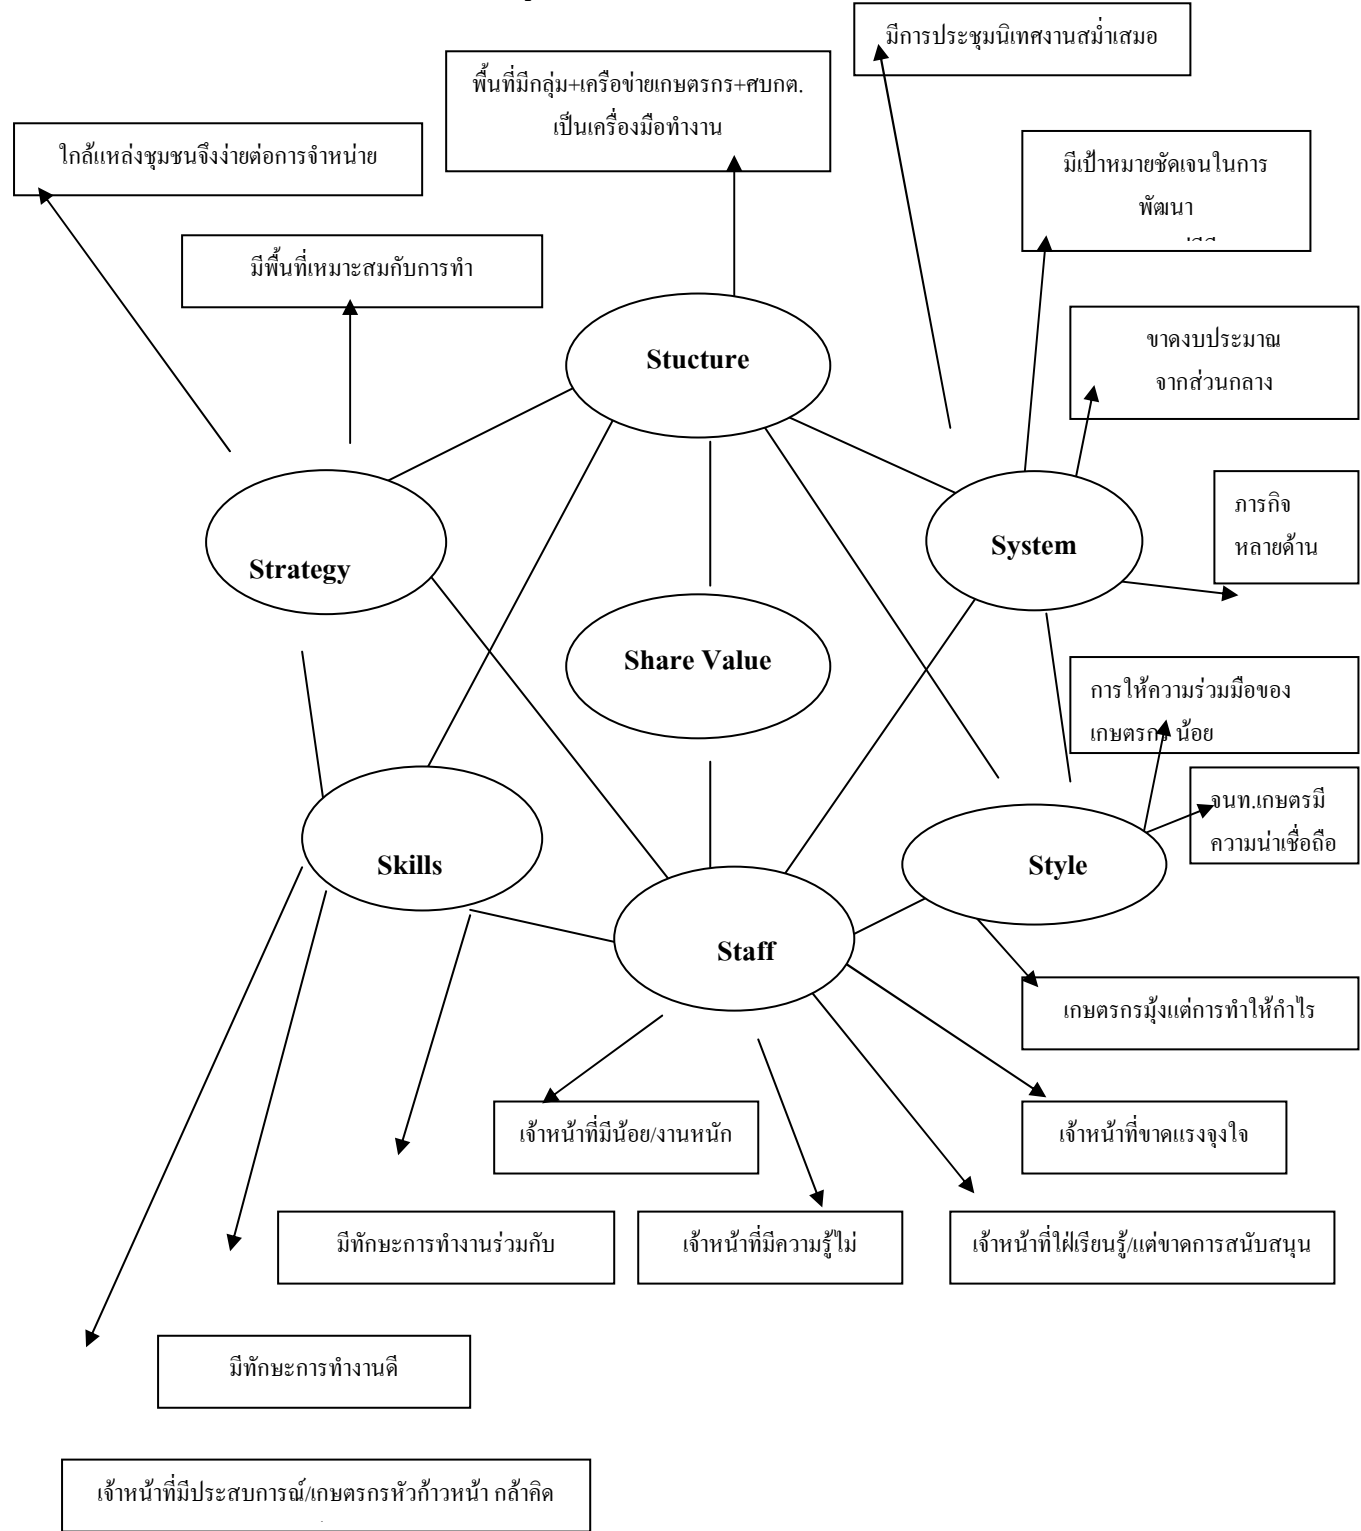 มีการประชุมนิเทศงานสม่ำเสมอ
พื้นที่มีกลุ่ม+เครือข่ายเกษตรกร+ศบกต.
เป็นเครื่องมือทำงาน
ใกล้แหล่งชุมชนจึงง่ายต่อการจำหน่าย
มีเป้าหมายชัดเจนในการ
พัฒนา
มีพื้นที่เหมาะสมกับการทำ
ขาดงบประมาณ
จากส่วนกลาง
Stucture
ภารกิจ
หลายด้าน
System
Strategy
Share Value
การให้ความร่วมมือของ
เกษตรกร น้อย
จนท.เกษตรมี
ความน่าเชื่อถือ
Skills
Style
Staff
เกษตรกรมุ้งแต่การทำให้กำไร
เจ้าหน้าที่มีน้อย/งานหนัก
เจ้าหน้าที่ขาดแรงจุงใจ
มีทักษะการทำงานร่วมกับ
เจ้าหน้าที่มีความรู้ไม่
เจ้าหน้าที่ใฝ่เรียนรู้/แต่ขาดการสนับสนุน
มีทักษะการทำงานดี
เจ้าหน้าที่มีประสบการณ์/เกษตรกรหัวก้าวหน้า กล้าคิด